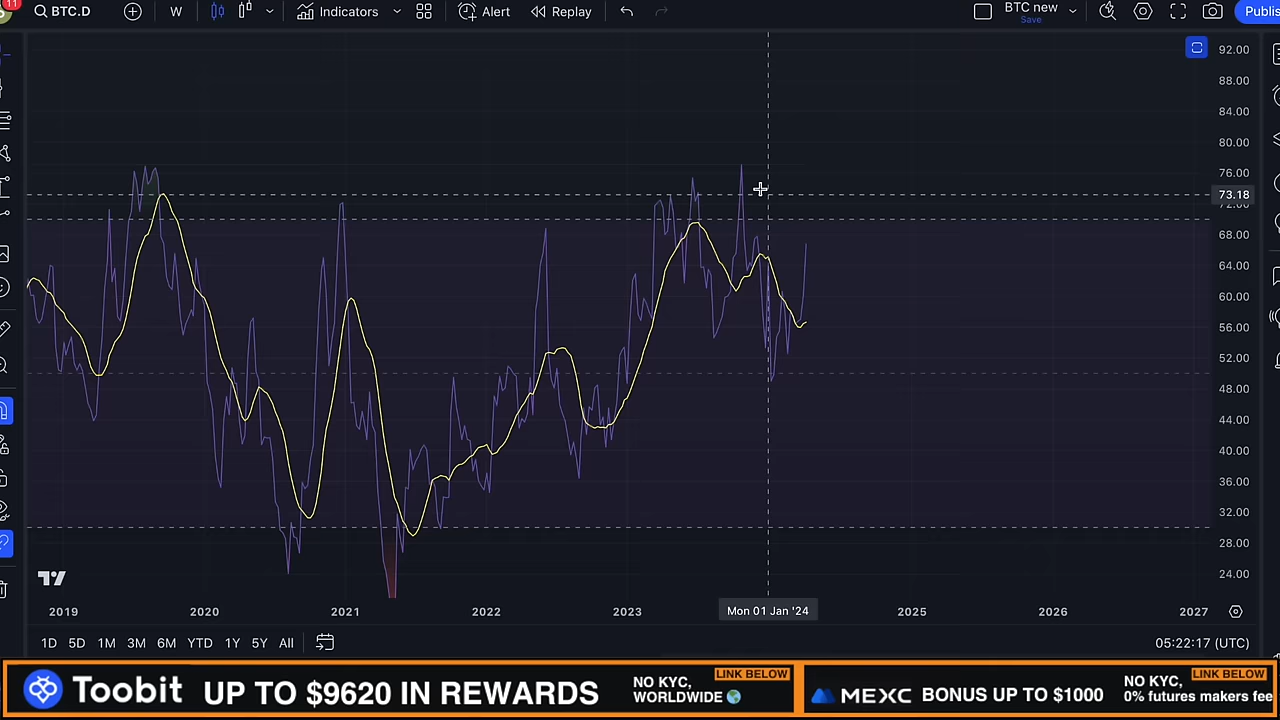 11
BTC.D
W
Indicators
Alert
Replay
BTC new
Save
Publis
92.00
88.00
84.00
80.00
76.00
73.18
72.00
68.00
64.00
60.00
56.00
52.00
48.00
44.00
40.00
36.00
32.00
28.00
24.00
2019
2020
2021
2022
2023
Mon 01 Jan '24
2025
2026
2027
1D 5D 1M 3M 6M YTD 1Y 5Y All
05:22:17 (UTC)
Toobit
UP TO $9620 IN REWARDS
NO KYC,
WORLDWIDE
LINK BELOW
MEXC
BONUS UP TO $1000
NO KYC,
0% futures makers fee
LINK BELOW